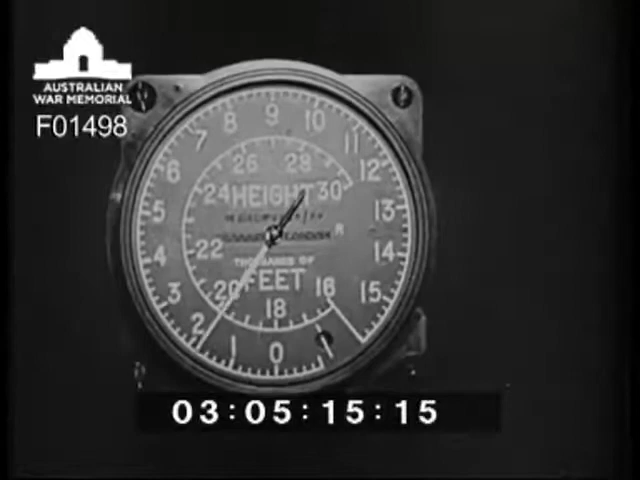 AUSTRALIAN
WAR MEMORIAL
F01498
8 9 10
7 11
6 26 28 12
24 HEIGHT 30
5 13
4 22 14
THOUSANDS OF
FEET
3 20 18 16 15
2 1 0
03:05:15:15